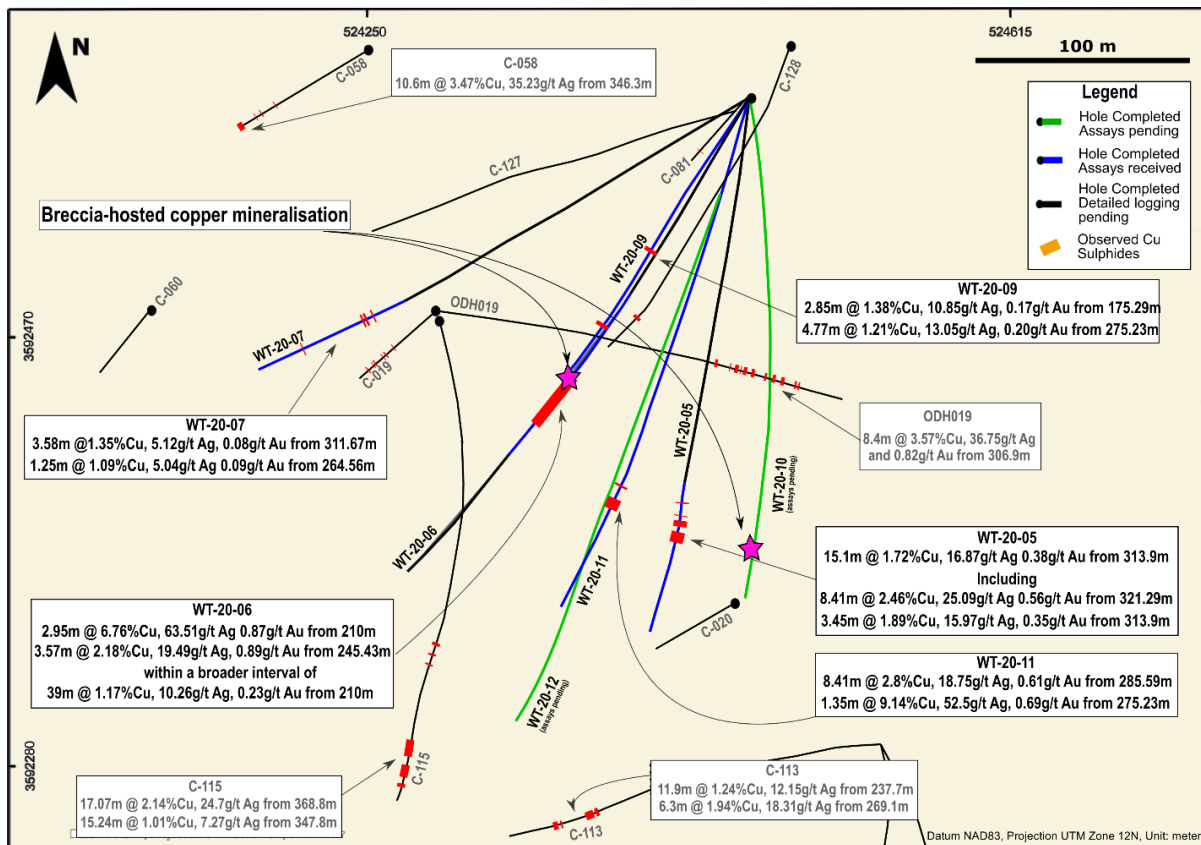 524250
524615
N
100 m
C-058
C-058
10.6m @ 3.47%Cu, 35.23g/t Ag from 346.3m
C-128
Legend
Hole Completed
Assays pending
Hole Completed
Assays received
Hole Completed
Detailed logging
pending
Observed Cu
Sulphides
C-127
C-081
Breccia-hosted copper mineralisation
WT-20-09
WT-20-09
2.85m @ 1.38%Cu, 10.85g/t Ag, 0.17g/t Au from 175.29m
4.77m @ 1.21%Cu, 13.05g/t Ag, 0.20g/t Au from 275.23m
C-060
ODH019
3592470
WT-20-07
C-019
WT-20-07
3.58m @1.35%Cu, 5.12g/t Ag, 0.08g/t Au from 311.67m
1.25m @ 1.09%Cu, 5.04g/t Ag 0.09g/t Au from 264.56m
WT-20-05
ODH019
8.4m @ 3.57%Cu, 36.75g/t Ag
and 0.82g/t Au from 306.9m
WT-20-10
(assays pending)
WT-20-06
WT-20-11
WT-20-05
15.1m @ 1.72%Cu, 16.87g/t Ag 0.38g/t Au from 313.9m
Including
8.41m @ 2.46%Cu, 25.09g/t Ag 0.56g/t Au from 321.29m
3.45m @ 1.89%Cu, 15.97g/t Ag, 0.35g/t Au from 313.9m
C-020
WT-20-06
2.95m @ 6.76%Cu, 63.51g/t Ag 0.87g/t Au from 210m
3.57m @ 2.18%Cu, 19.49g/t Ag, 0.89g/t Au from 245.43m
within a broader interval of
39m @ 1.17%Cu, 10.26g/t Ag, 0.23g/t Au from 210m
WT-20-11
8.41m @ 2.8%Cu, 18.75g/t Ag, 0.61g/t Au from 285.59m
1.35m @ 9.14%Cu, 52.5g/t Ag, 0.69g/t Au from 275.23m
WT-20-12
(assays pending)
3592280
C-115
C-115
17.07m @ 2.14%Cu, 24.7g/t Ag from 368.8m
15.24m @ 1.01%Cu, 7.27g/t Ag from 347.8m
C-113
11.9m @ 1.24%Cu, 12.15g/t Ag from 237.7m
6.3m @ 1.94%Cu, 18.31g/t Ag from 269.1m
C-113
Datum NAD83, Projection UTM Zone 12N, Unit: meter